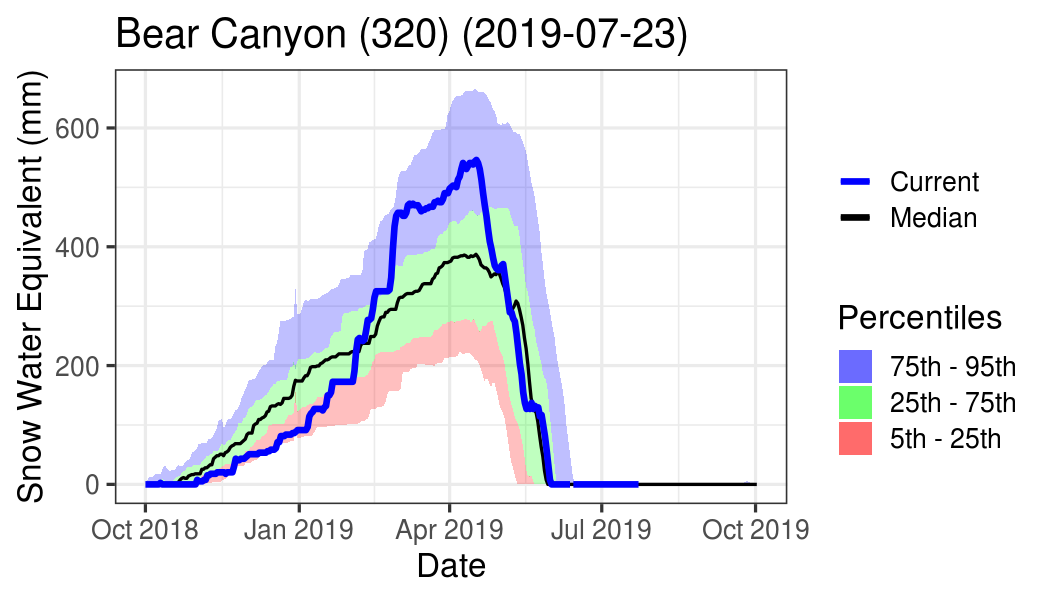 Bear Canyon (320) (2019-07-23)
Snow Water Equivalent (mm)
600
400
200
0
Oct 2018
Jan 2019
Apr 2019
Jul 2019
Oct 2019
Date
Current
Median
Percentiles
75th - 95th
25th - 75th
5th - 25th